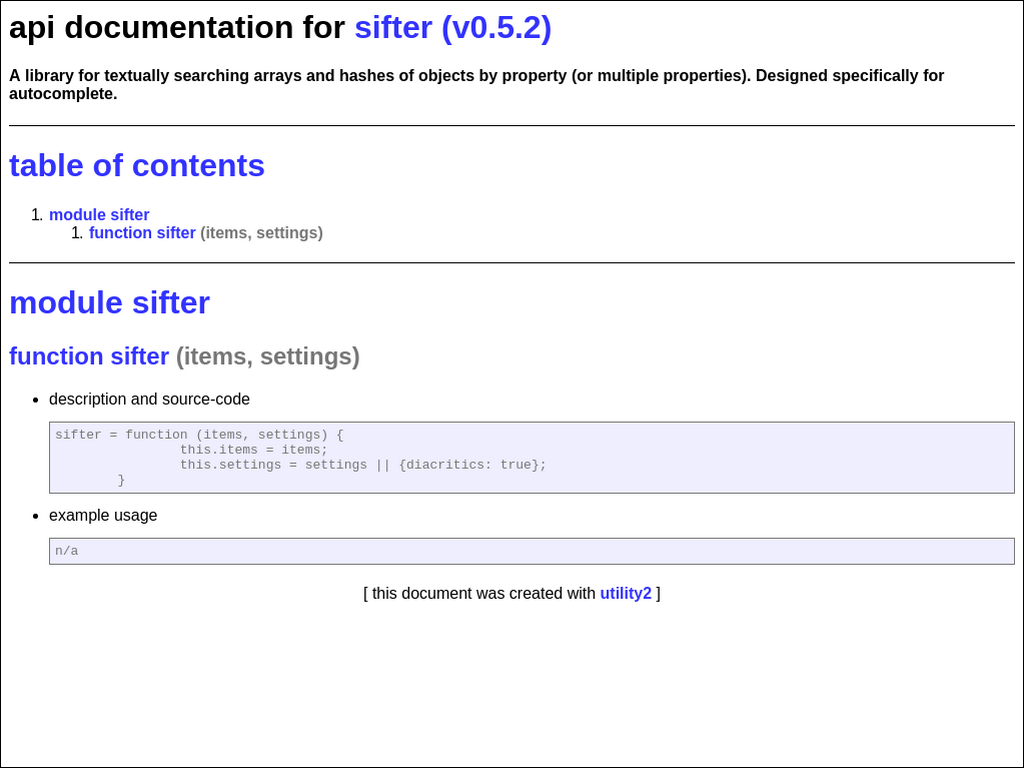 api documentation for sifter (v0.5.2)
A library for textually searching arrays and hashes of objects by property (or multiple properties). Designed specifically for
autocomplete.
table of contents
1. module sifter
1. function sifter (items, settings)
module sifter
function sifter (items, settings)
• description and source-code
sifter = function (items, settings) {
this.items = items;
this.settings = settings || {diacritics: true};
}
• example usage
n/a
[ this document was created with utility2 ]